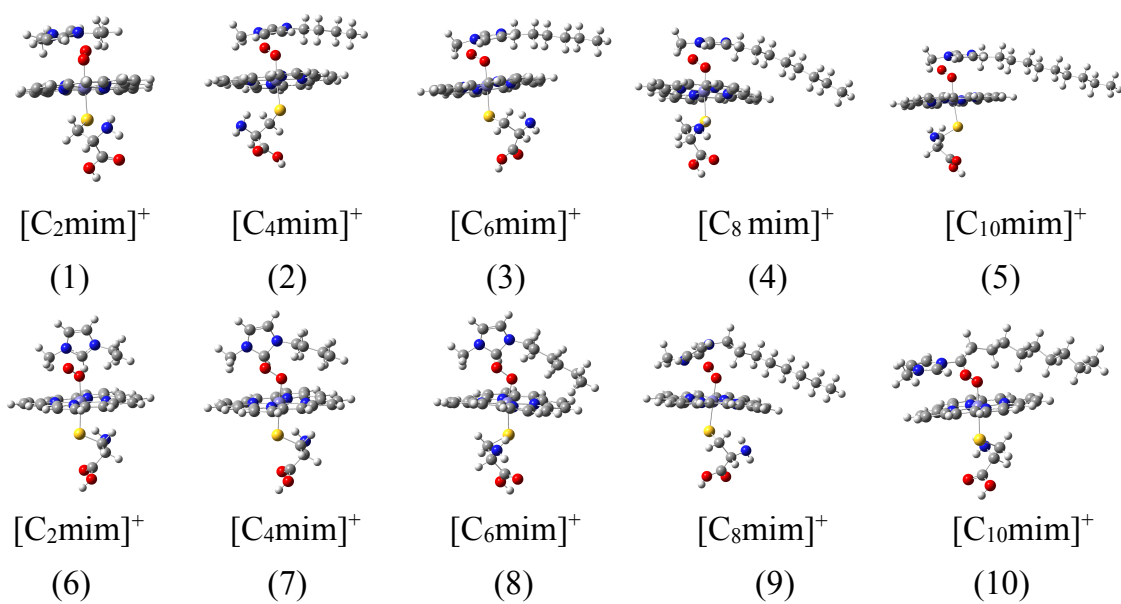 [C₂mim]⁺ [C₄mim]⁺ [C₆mim]⁺ [C₈ mim]⁺ [C₁₀mim]⁺
(1) (2) (3) (4) (5)
[C₂mim]⁺ [C₄mim]⁺ [C₆mim]⁺ [C₈mim]⁺ [C₁₀mim]⁺
(6) (7) (8) (9) (10)